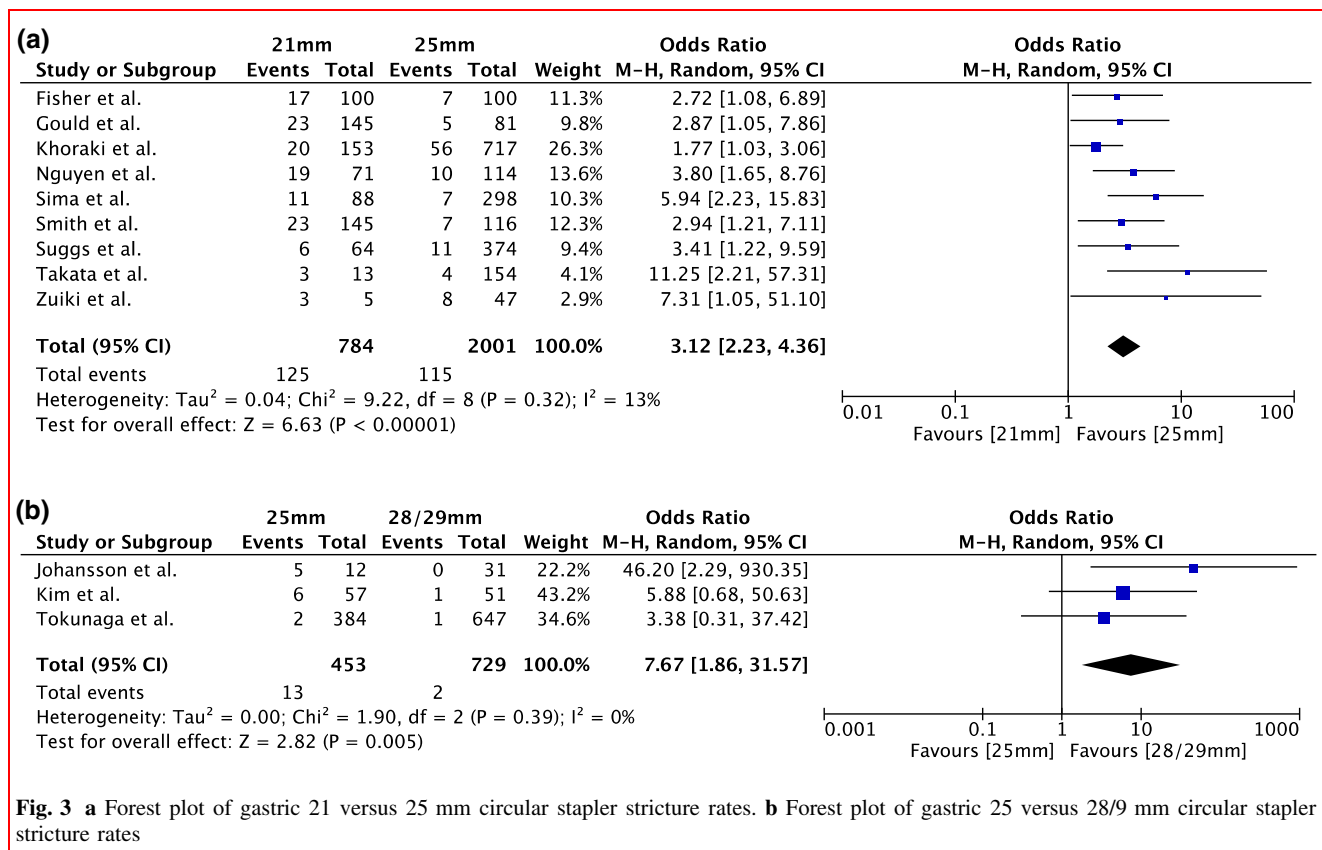 (a)
21mm 25mm Odds Ratio Odds Ratio
Study or Subgroup Events Total Events Total Weight M-H, Random, 95% CI M-H, Random, 95% CI
Fisher et al. 17 100 7 100 11.3% 2.72 [1.08, 6.89]
Gould et al. 23 145 5 81 9.8% 2.87 [1.05, 7.86]
Khoraki et al. 20 153 56 717 26.3% 1.77 [1.03, 3.06]
Nguyen et al. 19 71 10 114 13.6% 3.80 [1.65, 8.76]
Sima et al. 11 88 7 298 10.3% 5.94 [2.23, 15.83]
Smith et al. 23 145 7 116 12.3% 2.94 [1.21, 7.11]
Suggs et al. 6 64 11 374 9.4% 3.41 [1.22, 9.59]
Takata et al. 3 13 4 154 4.1% 11.25 [2.21, 57.31]
Zuiki et al. 3 5 8 47 2.9% 7.31 [1.05, 51.10]
Total (95% CI) 784 2001 100.0% 3.12 [2.23, 4.36]
Total events 125 115
Heterogeneity: Tau² = 0.04; Chi² = 9.22, df = 8 (P = 0.32); I² = 13%
Test for overall effect: Z = 6.63 (P < 0.00001)
0.01 0.1 1 10 100
Favours [21mm] Favours [25mm]
(b)
25mm 28/29mm Odds Ratio Odds Ratio
Study or Subgroup Events Total Events Total Weight M-H, Random, 95% CI M-H, Random, 95% CI
Johansson et al. 5 12 0 31 22.2% 46.20 [2.29, 930.35]
Kim et al. 6 57 1 51 43.2% 5.88 [0.68, 50.63]
Tokunaga et al. 2 384 1 647 34.6% 3.38 [0.31, 37.42]
Total (95% CI) 453 729 100.0% 7.67 [1.86, 31.57]
Total events 13 2
Heterogeneity: Tau² = 0.00; Chi² = 1.90, df = 2 (P = 0.39); I² = 0%
Test for overall effect: Z = 2.82 (P = 0.005)
0.001 0.1 1 10 1000
Favours [25mm] Favours [28/29mm]
Fig. 3 a Forest plot of gastric 21 versus 25 mm circular stapler stricture rates. b Forest plot of gastric 25 versus 28/9 mm circular stapler
stricture rates